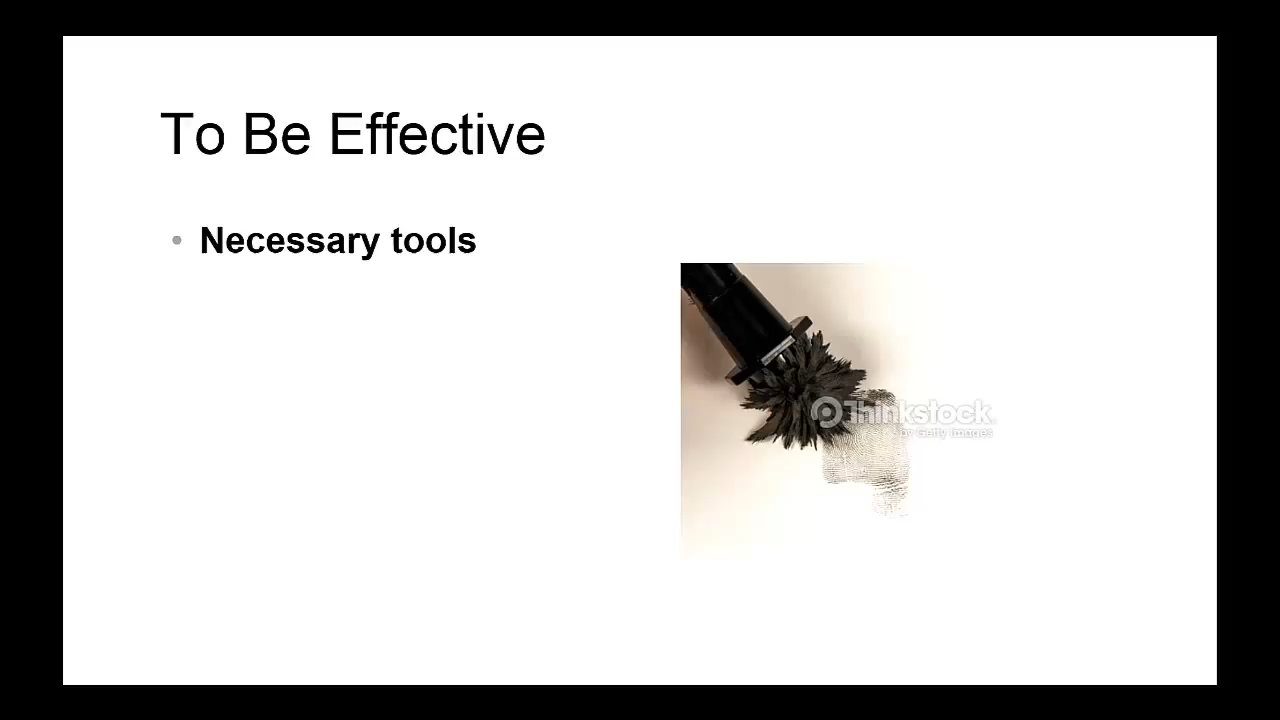 To Be Effective
• Necessary tools
Thinkstock
by Getty Images